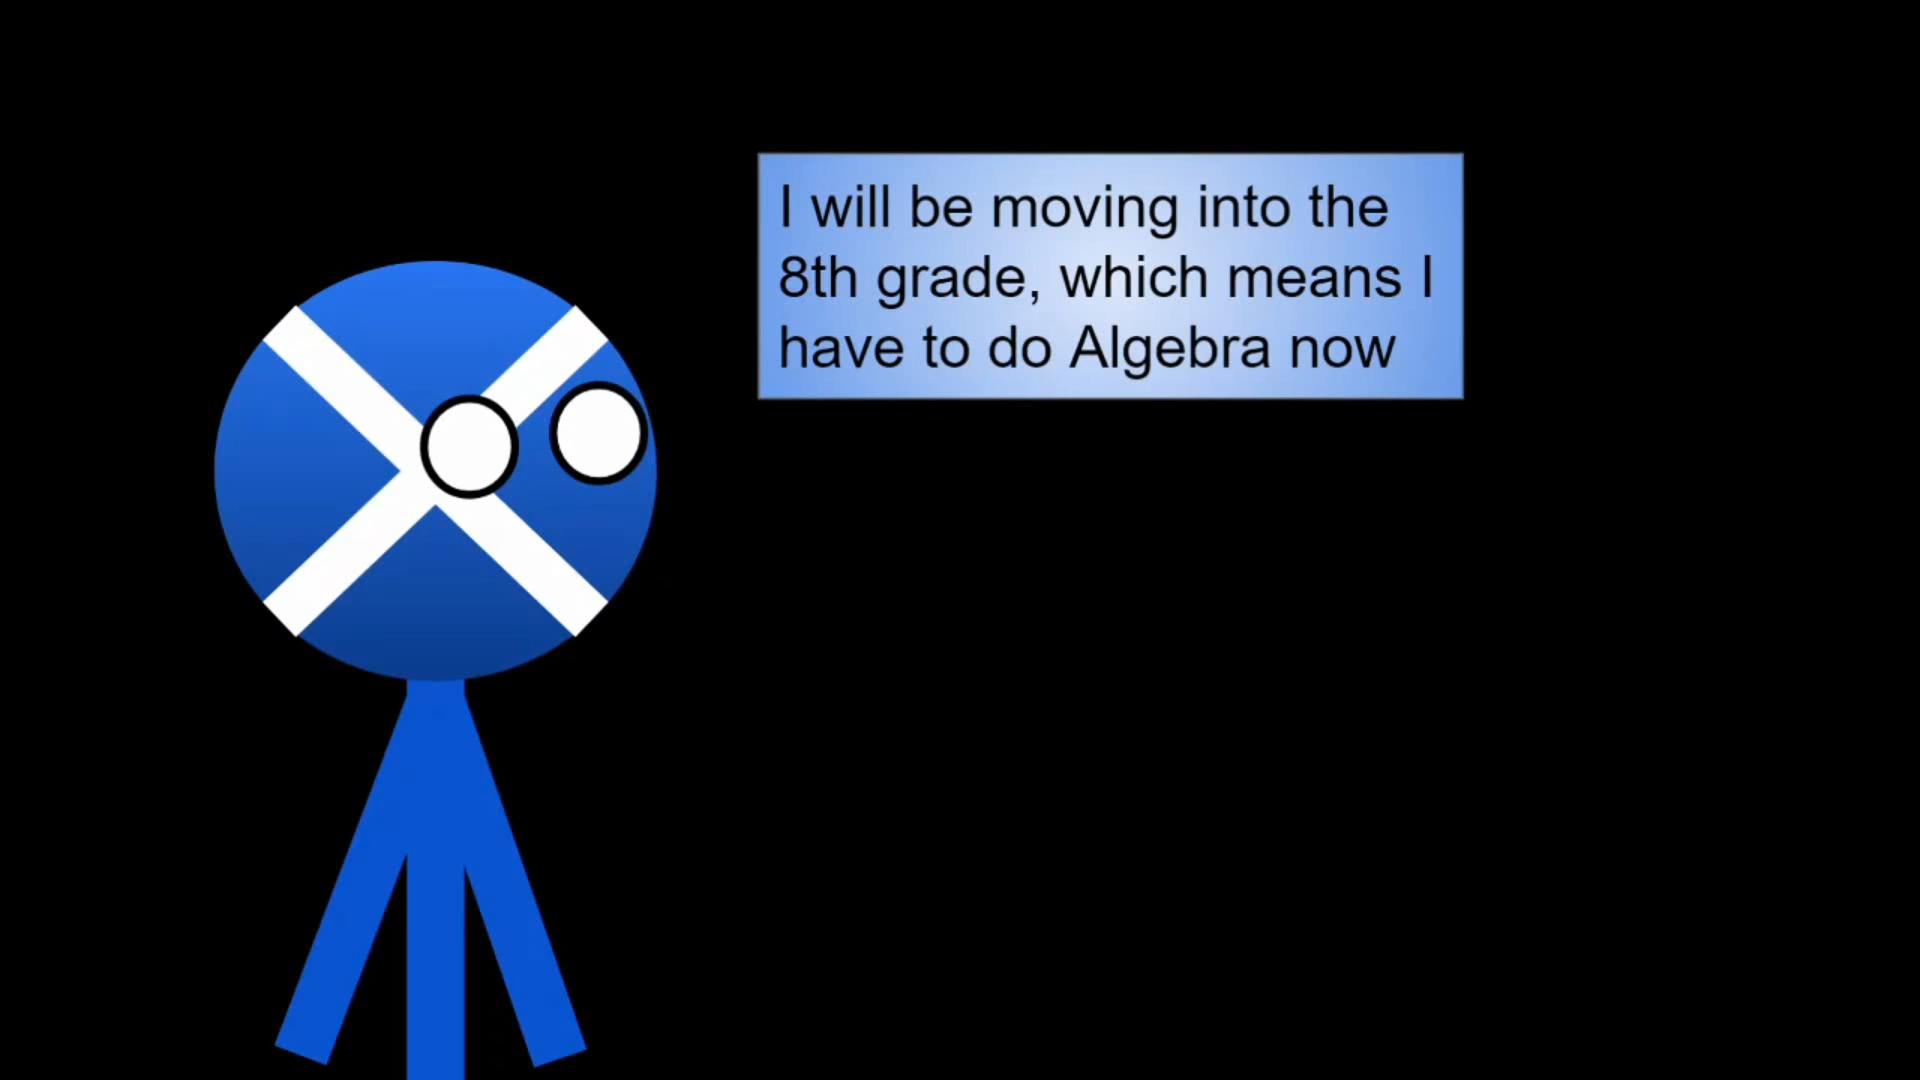 I will be moving into the
8th grade, which means I
have to do Algebra now